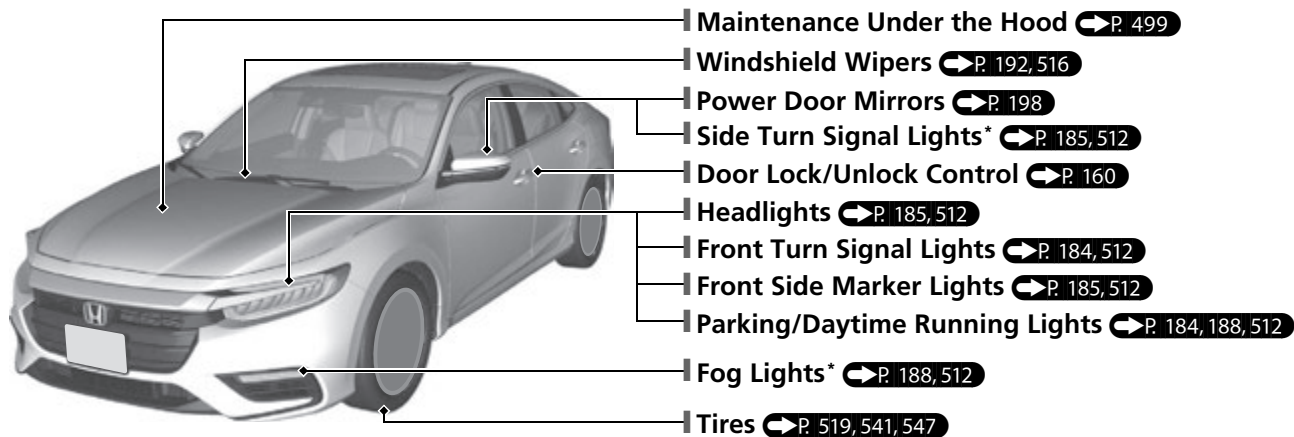 Maintenance Under the Hood P. 499
Windshield Wipers P. 192, 516
Power Door Mirrors P. 198
Side Turn Signal Lights* P. 185, 512
Door Lock/Unlock Control P. 160
Headlights P. 185, 512
Front Turn Signal Lights P. 184, 512
Front Side Marker Lights P. 185, 512
Parking/Daytime Running Lights P. 184, 188, 512
Fog Lights* P. 188, 512
Tires P. 519, 541, 547